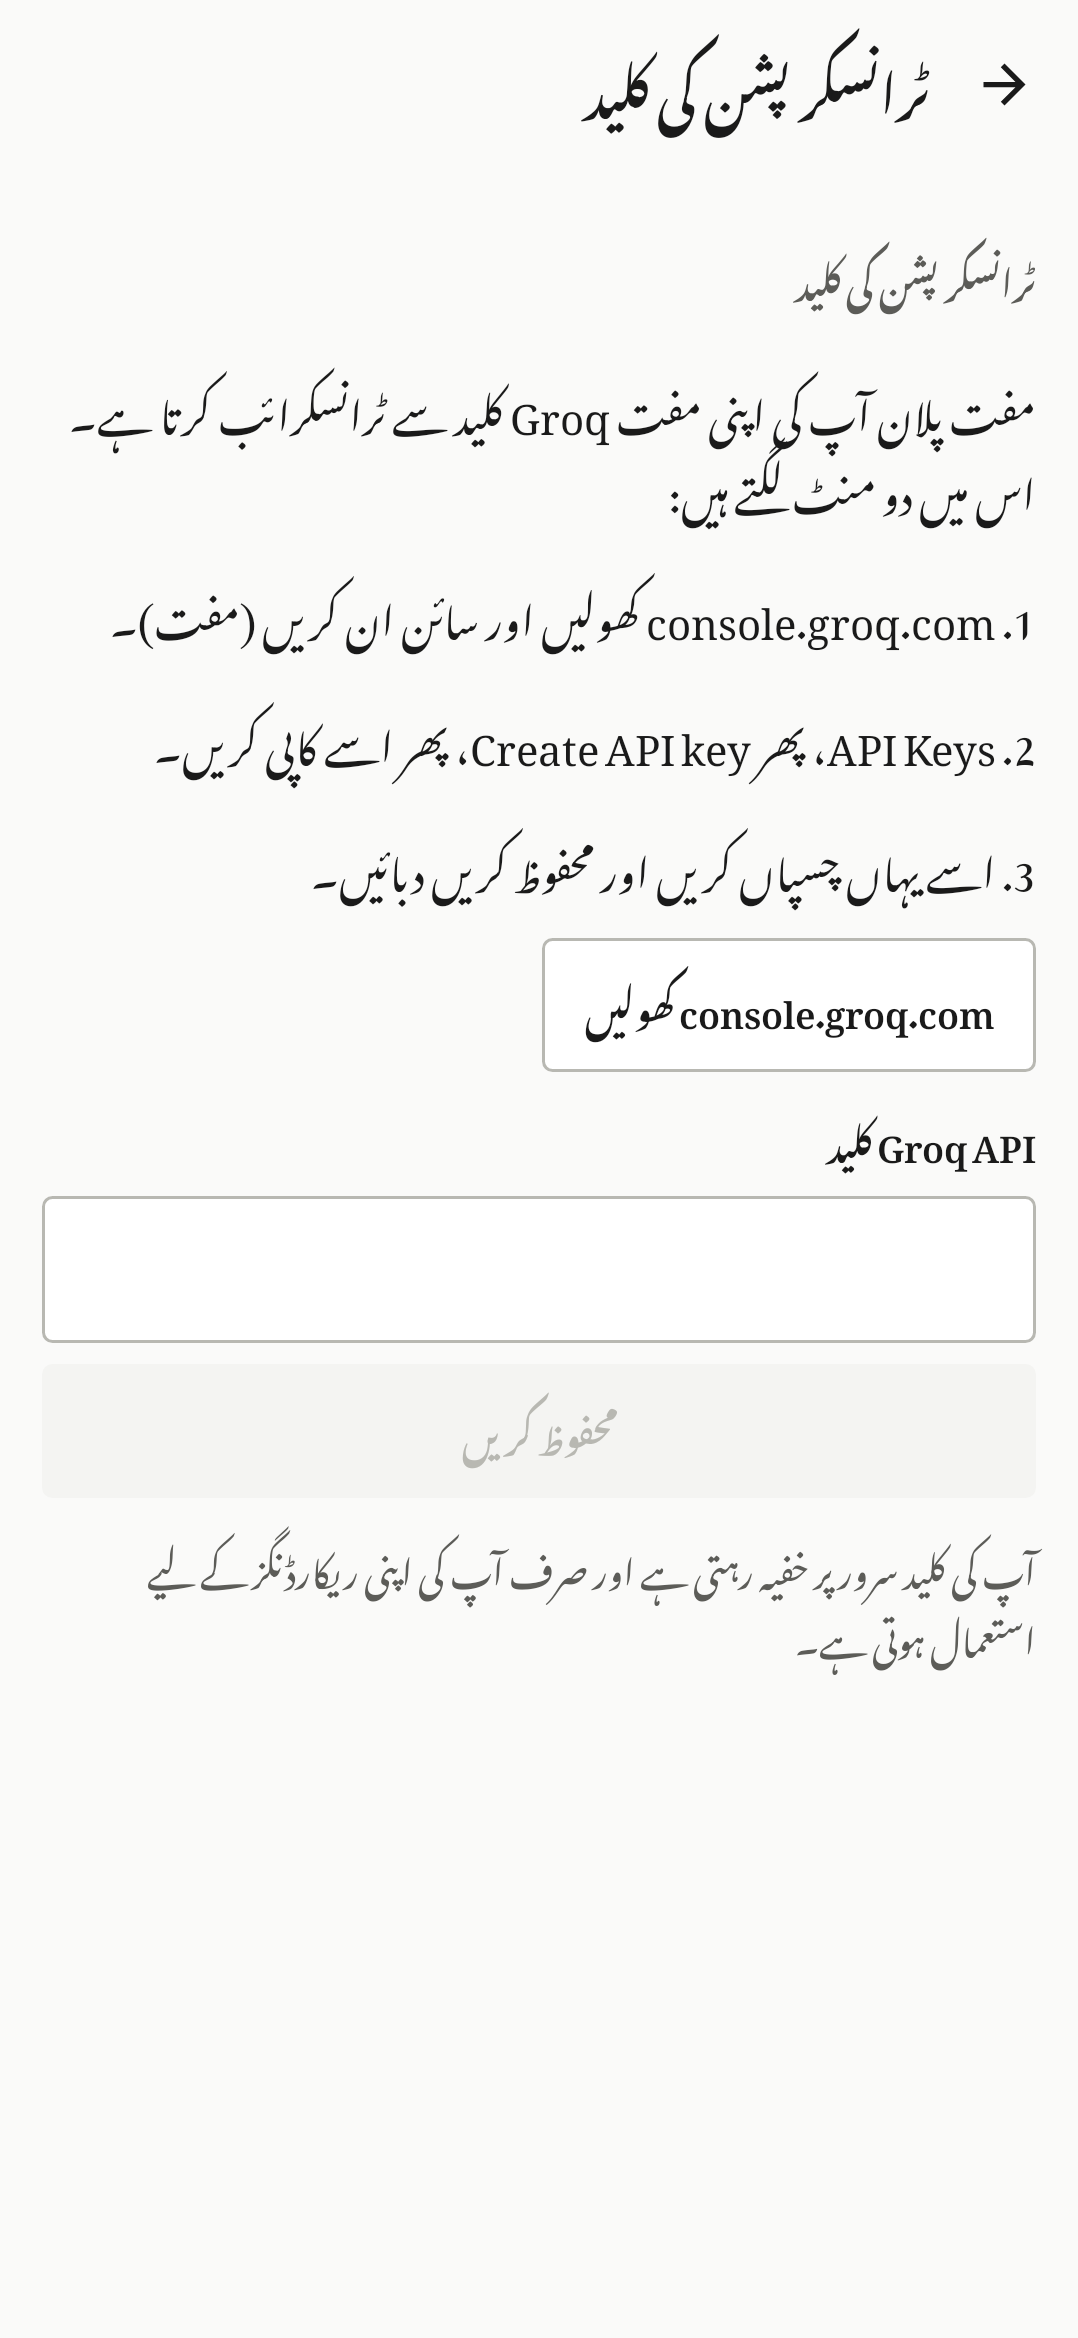 ٹرانسکرپشن کی کلید
ٹرانسکرپشن کی کلید
مفت پلان آپ کی اپنی مفت Groq کلید سے ٹرانسکرائب کرتا ہے۔
اس میں دو منٹ لگتے ہیں:
1. console.groq.com کھولیں اور سائن ان کریں (مفت)۔
2. API Keys، پھر Create API key، پھر اسے کاپی کریں۔
3. اسے یہاں چسپاں کریں اور محفوظ کریں دبائیں۔
console.groq.com کھولیں
Groq API کلید
محفوظ کریں
آپ کی کلید سرور پر خفیہ رہتی ہے اور صرف آپ کی اپنی ریکارڈنگز کے لیے
استعمال ہوتی ہے۔